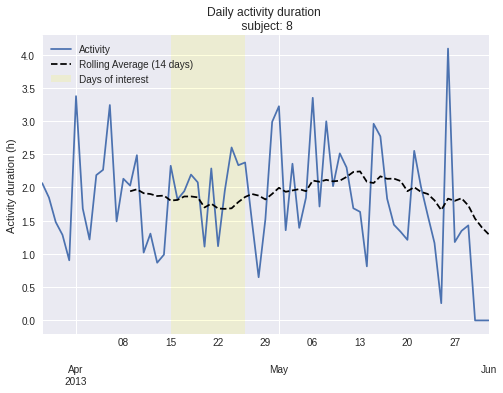 Daily activity duration
subject: 8
Activity
Rolling Average (14 days)
Days of interest
Activity duration (h)
4.0
3.5
3.0
2.5
2.0
1.5
1.0
0.5
0.0
08 15 22 29 06 13 20 27
Apr May Jun
2013